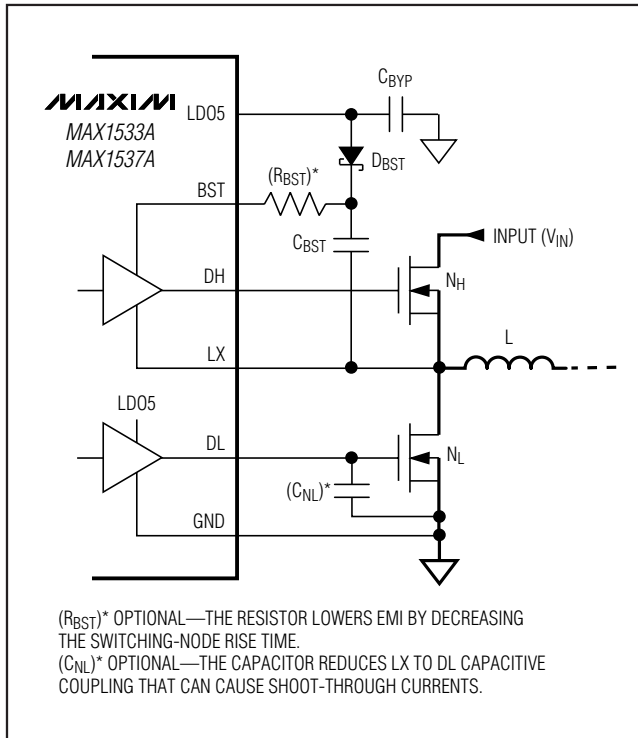 MAXIM
MAX1533A
MAX1537A
LDO5
CBYP
DBST
BST
(RBST)*
CBST
INPUT (VIN)
DH
NH
LX
L
LDO5
DL
NL
(CNL)*
GND
(RBST)* OPTIONAL—THE RESISTOR LOWERS EMI BY DECREASING
THE SWITCHING-NODE RISE TIME.
(CNL)* OPTIONAL—THE CAPACITOR REDUCES LX TO DL CAPACITIVE
COUPLING THAT CAN CAUSE SHOOT-THROUGH CURRENTS.